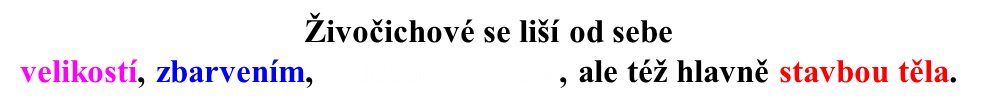 Živočichové se liší od sebe
velikostí, zbarvením, , ale též hlavně stavbou těla.